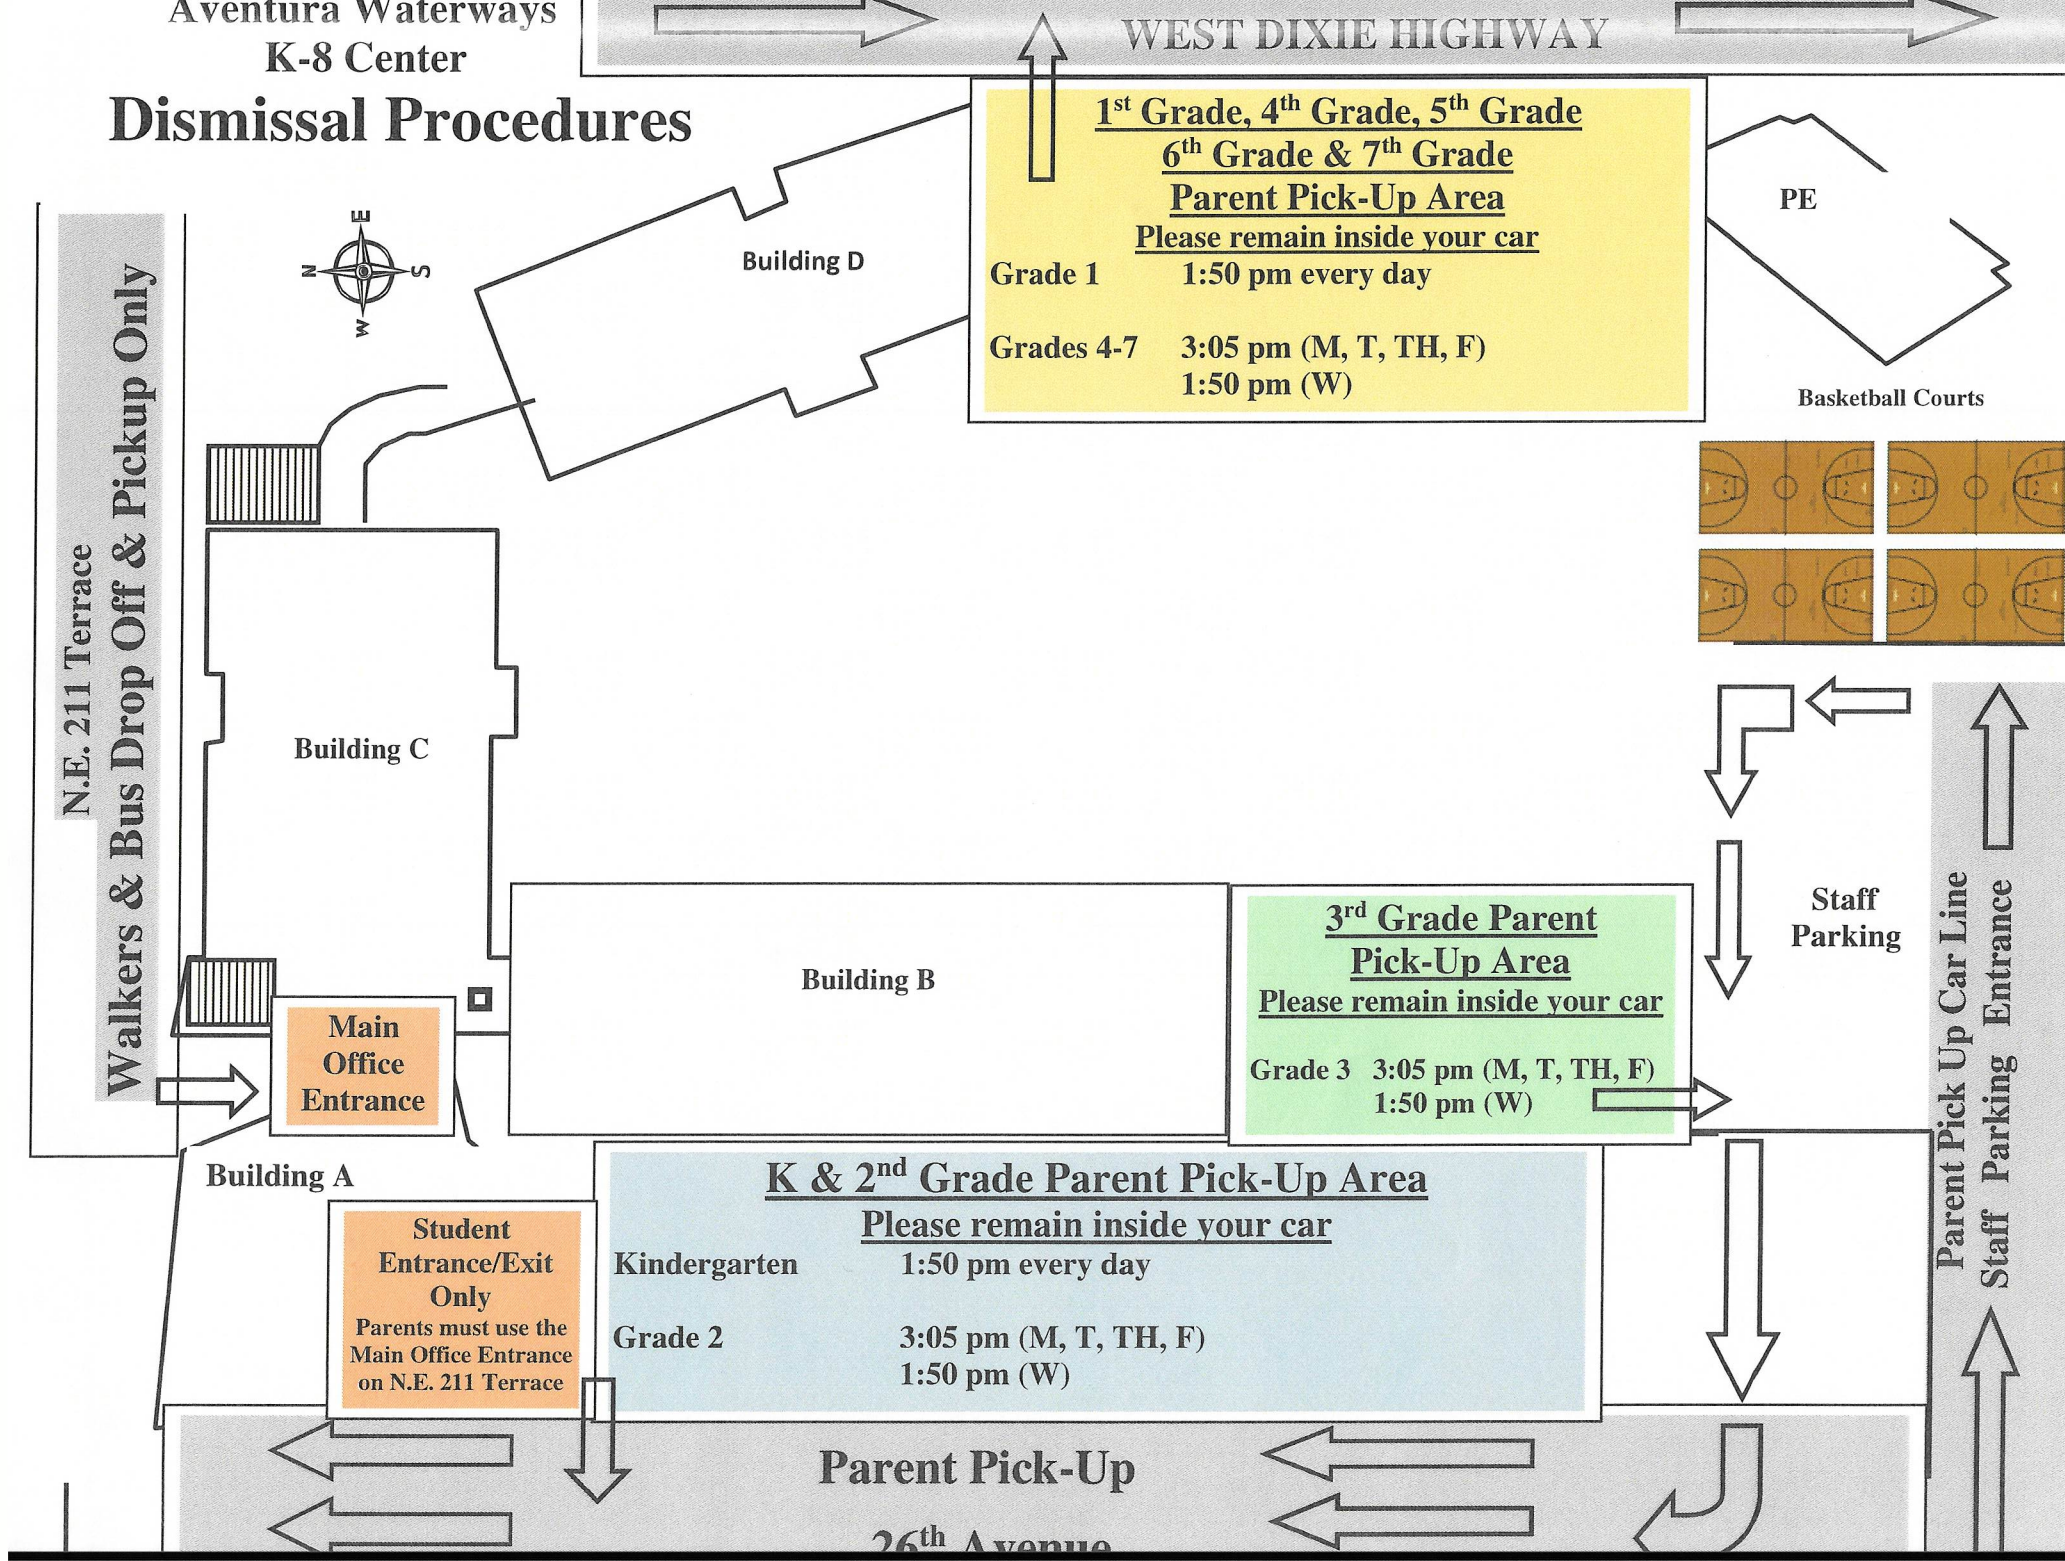 Aventura Waterways
K-8 Center
Dismissal Procedures
WEST DIXIE HIGHWAY
1st Grade, 4th Grade, 5th Grade
6th Grade & 7th Grade
Parent Pick-Up Area
Please remain inside your car
Grade 1 1:50 pm every day
Grades 4-7 3:05 pm (M, T, TH, F)
1:50 pm (W)
PE
Basketball Courts
E
N
S
W
Building D
N.E. 211 Terrace
Walkers & Bus Drop Off & Pickup Only
Building C
Building B
3rd Grade Parent
Pick-Up Area
Please remain inside your car
Grade 3 3:05 pm (M, T, TH, F)
1:50 pm (W)
Staff
Parking
Parent Pick Up Car Line
Staff Parking Entrance
Main
Office
Entrance
Building A
Student
Entrance/Exit
Only
Parents must use the
Main Office Entrance
on N.E. 211 Terrace
K & 2nd Grade Parent Pick-Up Area
Please remain inside your car
Kindergarten 1:50 pm every day
Grade 2 3:05 pm (M, T, TH, F)
1:50 pm (W)
Parent Pick-Up
26th Avenue